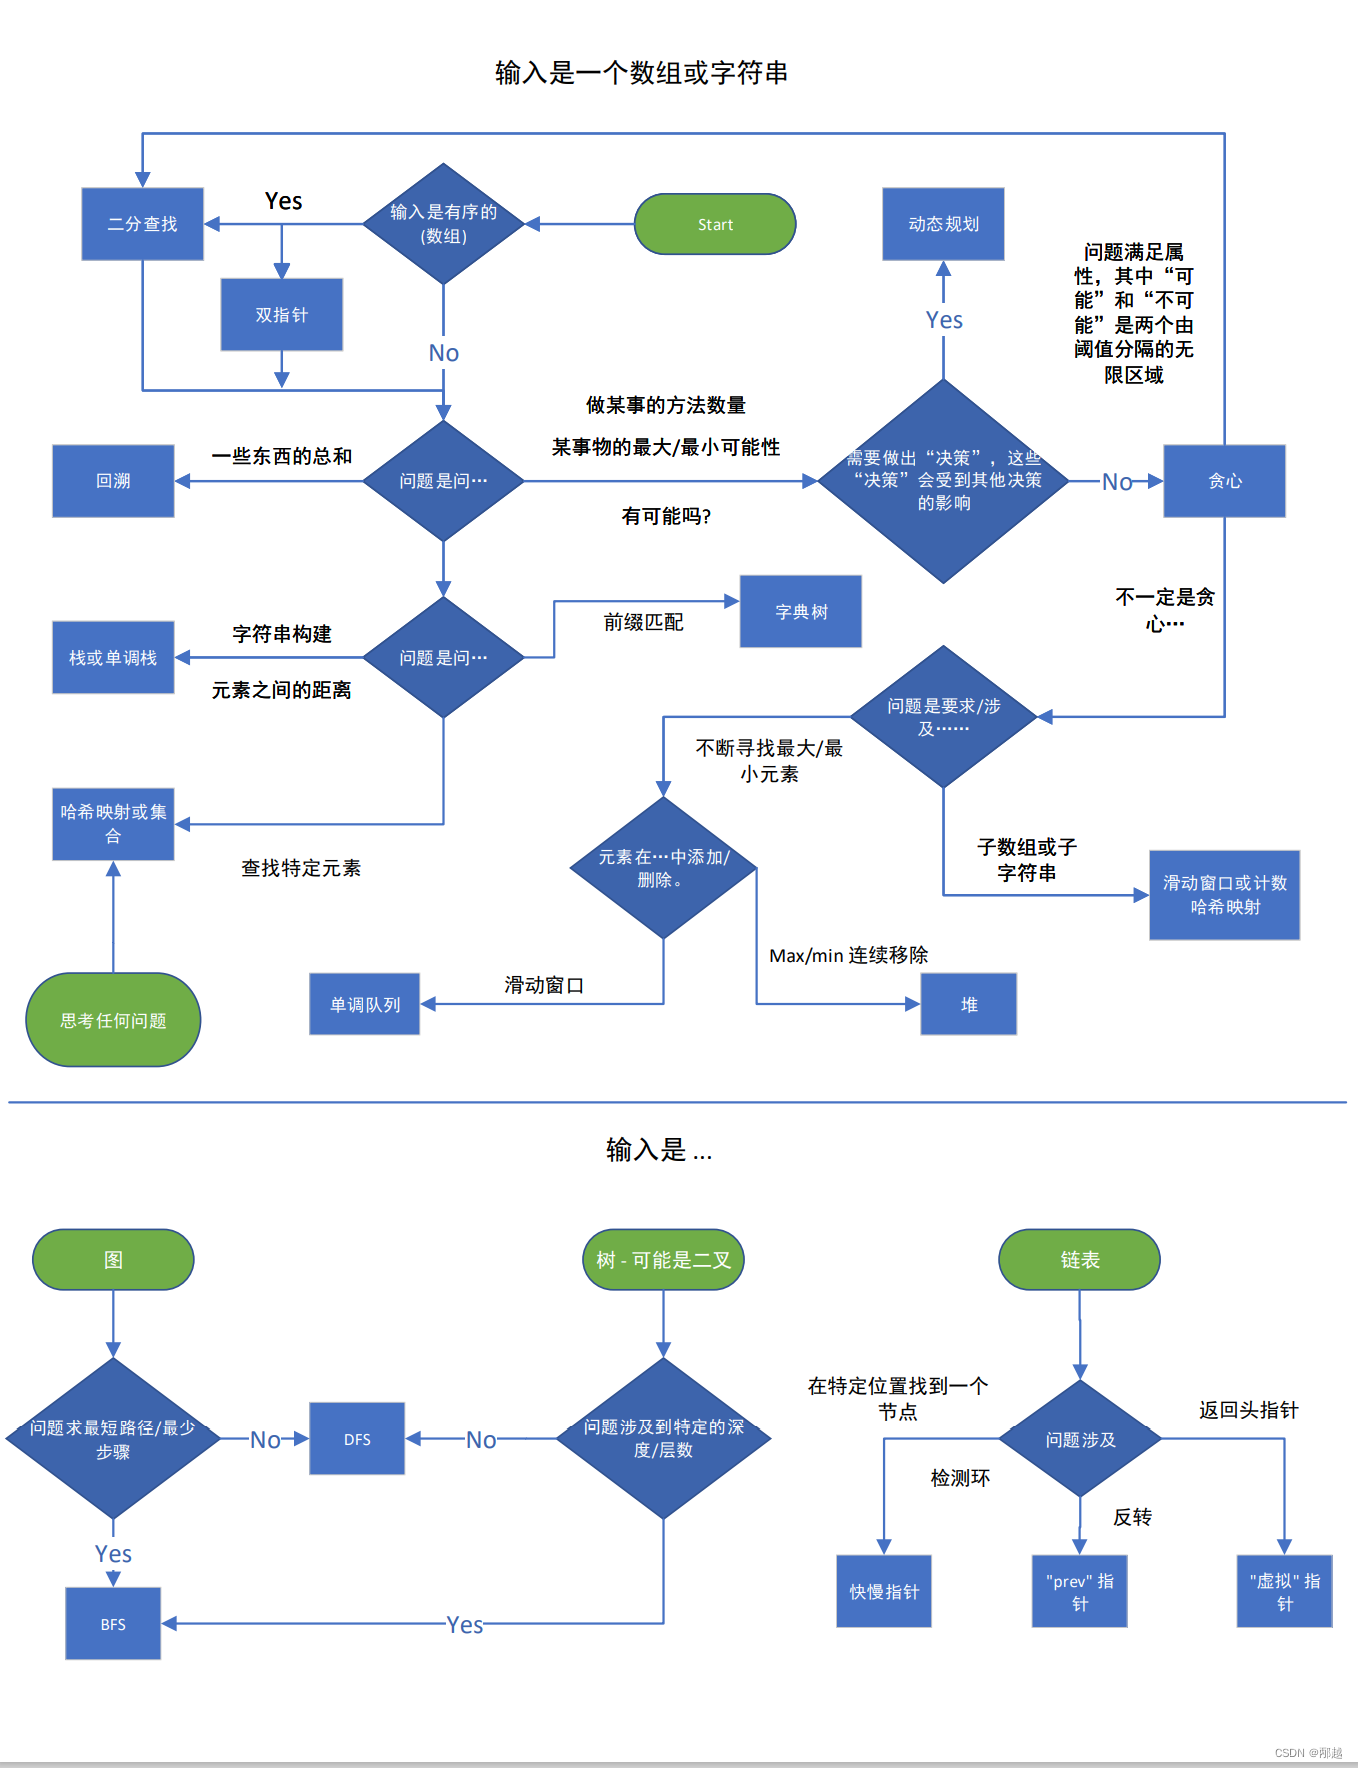 输入是一个数组或字符串
二分查找
Yes
输入是有序的
(数组)
Start
动态规划
问题满足属
性，其中“可
能”和“不可
能”是两个由
阈值分隔的无
限区域
双指针
No
Yes
做某事的方法数量
某事物的最大/最小可能性
有可能吗?
回溯
一些东西的总和
问题是问…
需要做出“决策”，这些
“决策”会受到其他决策
的影响
No
贪心
不一定是贪
心…
栈或单调栈
字符串构建
元素之间的距离
问题是问…
前缀匹配
字典树
问题是要求/涉
及……
不断寻找最大/最
小元素
哈希映射或集
合
查找特定元素
元素在…中添加/
删除。
子数组或子
字符串
滑动窗口或计数
哈希映射
思考任何问题
单调队列
滑动窗口
Max/min 连续移除
堆
输入是 ...
图
树 - 可能是二叉
链表
问题求最短路径/最少
步骤
No
DFS
No
问题涉及到特定的深
度/层数
在特定位置找到一个
节点
检测环
问题涉及
返回头指针
反转
Yes
BFS
Yes
快慢指针
"prev" 指
针
"虚拟" 指
针
CSDN @邴越